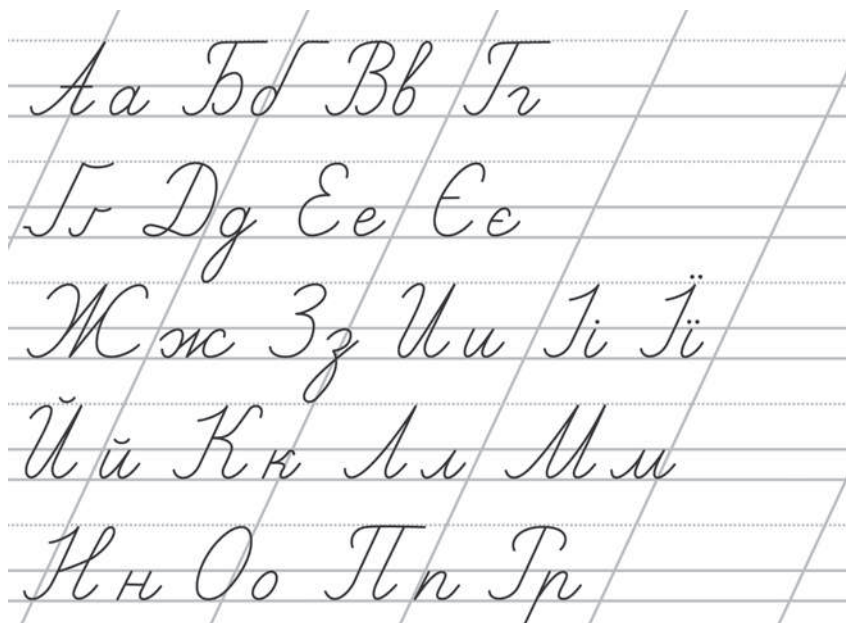 Аа Бб Вв Гг
Ґґ Дд Ее Єє
Жж Зз Ии Іі Її
Йй Кк Лл Мм
Нн Оо Пп Рр